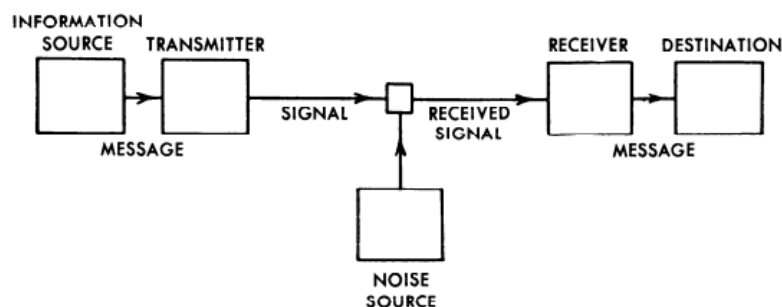 INFORMATION
SOURCE
TRANSMITTER
RECEIVER
DESTINATION
SIGNAL
RECEIVED
SIGNAL
MESSAGE
MESSAGE
NOISE
SOURCE